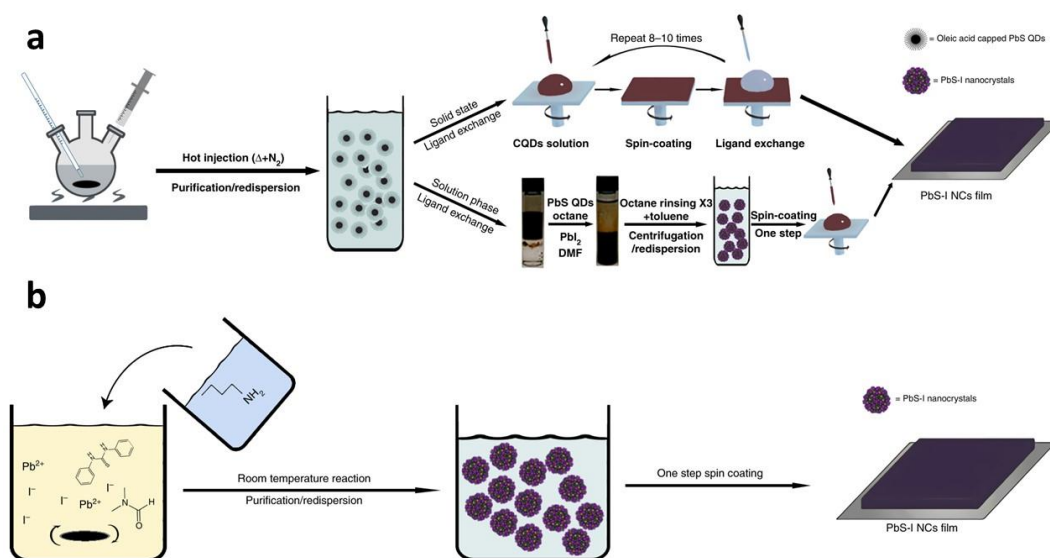 a
Repeat 8–10 times
= Oleic acid capped PbS QDs
= PbS-I nanocrystals
Solid state
Ligand exchange
CQDs solution
Spin-coating
Ligand exchange
Hot injection (Δ+N₂)
Purification/redispersion
Solution phase
Ligand exchange
PbS QDs
octane
PbI₂
DMF
Octane rinsing X3
+toluene
Centrifugation
/redispersion
Spin-coating
One step
PbS-I NCs film
b
NH₂
= PbS-I nanocrystals
Pb²⁺
I⁻
I⁻
I⁻
Pb²⁺
I⁻
N
H
O
Room temperature reaction
Purification/redispersion
One step spin coating
PbS-I NCs film